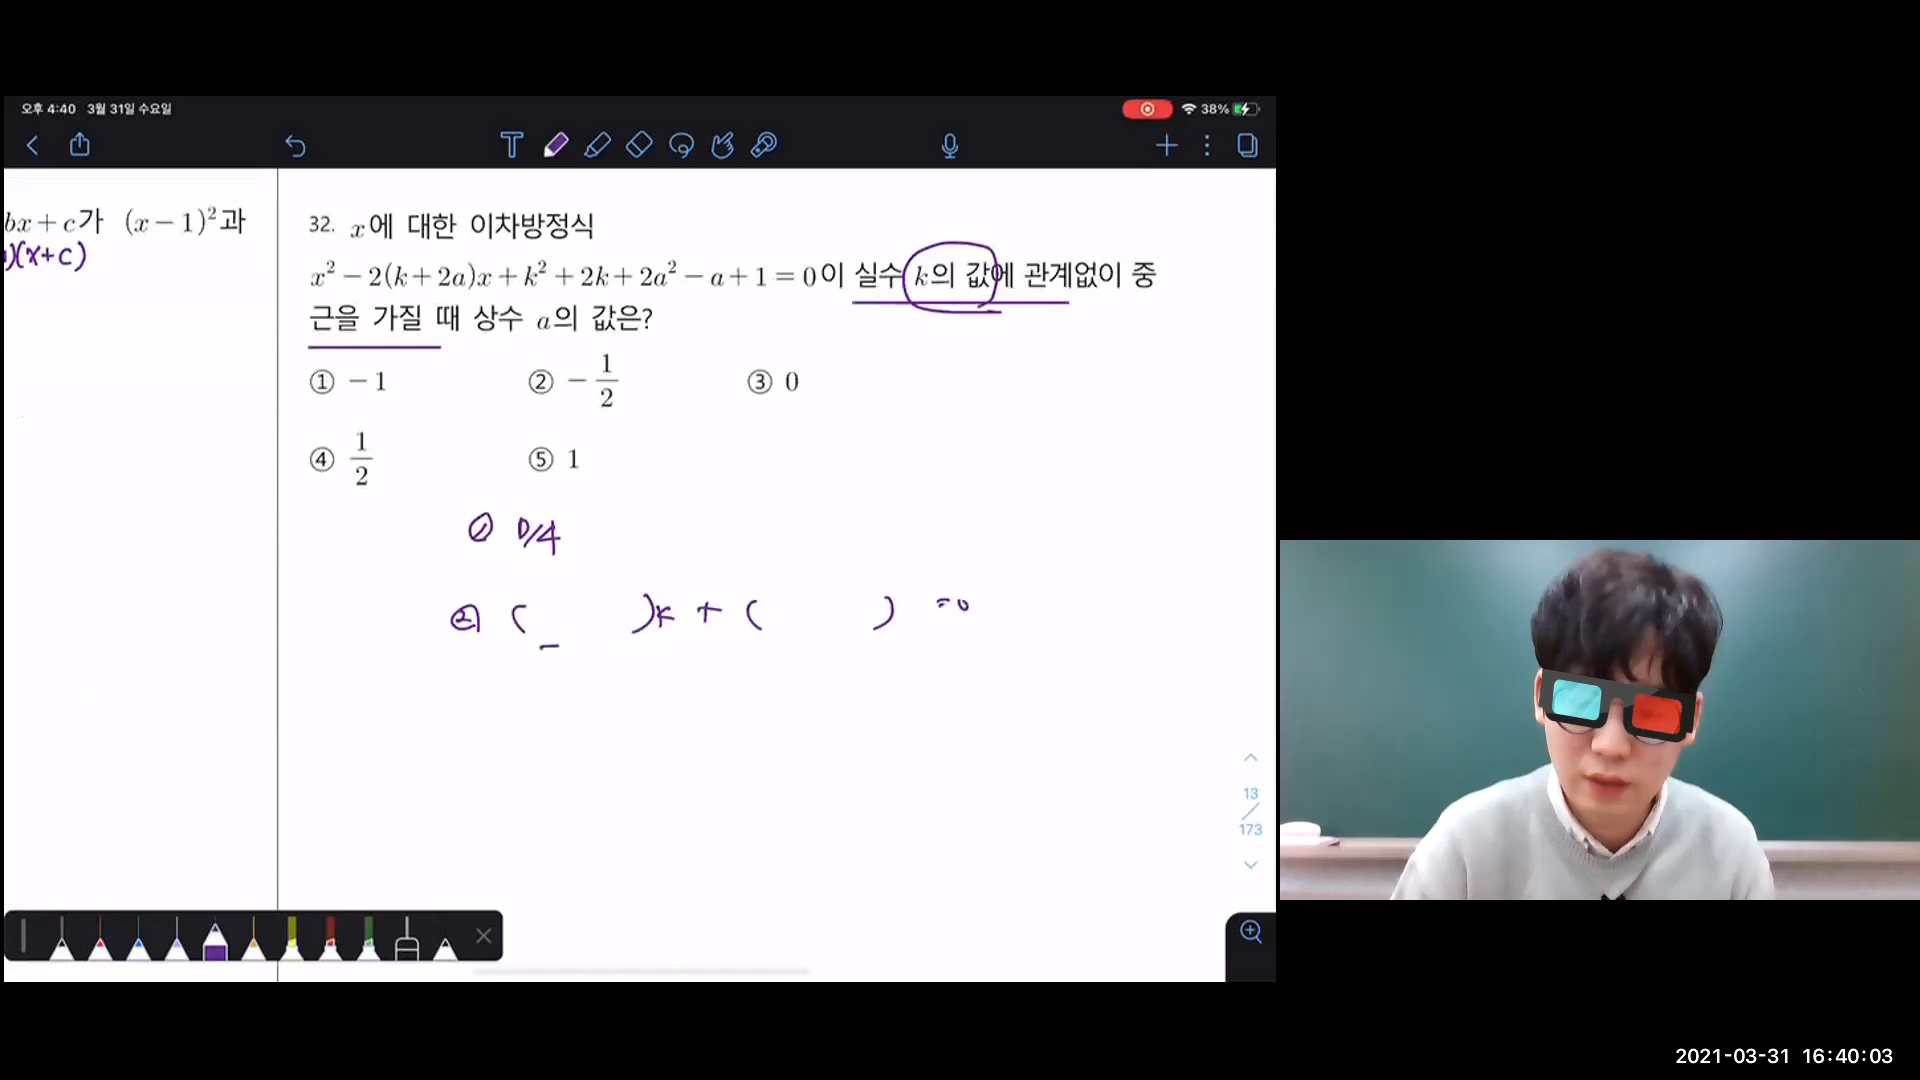 오후 4:40 3월 31일 수요일
38%
bx + c가 (x − 1)²과
)(x+c)
32. x에 대한 이차방정식
x² − 2(k + 2a)x + k² + 2k + 2a² − a + 1 = 0이 실수 k의 값에 관계없이 중
근을 가질 때 상수 a의 값은?
① −1 ② −1/2 ③ 0
④ 1/2 ⑤ 1
① D/4
② ( )k + ( ) =0
13
173
2021-03-31 16:40:03